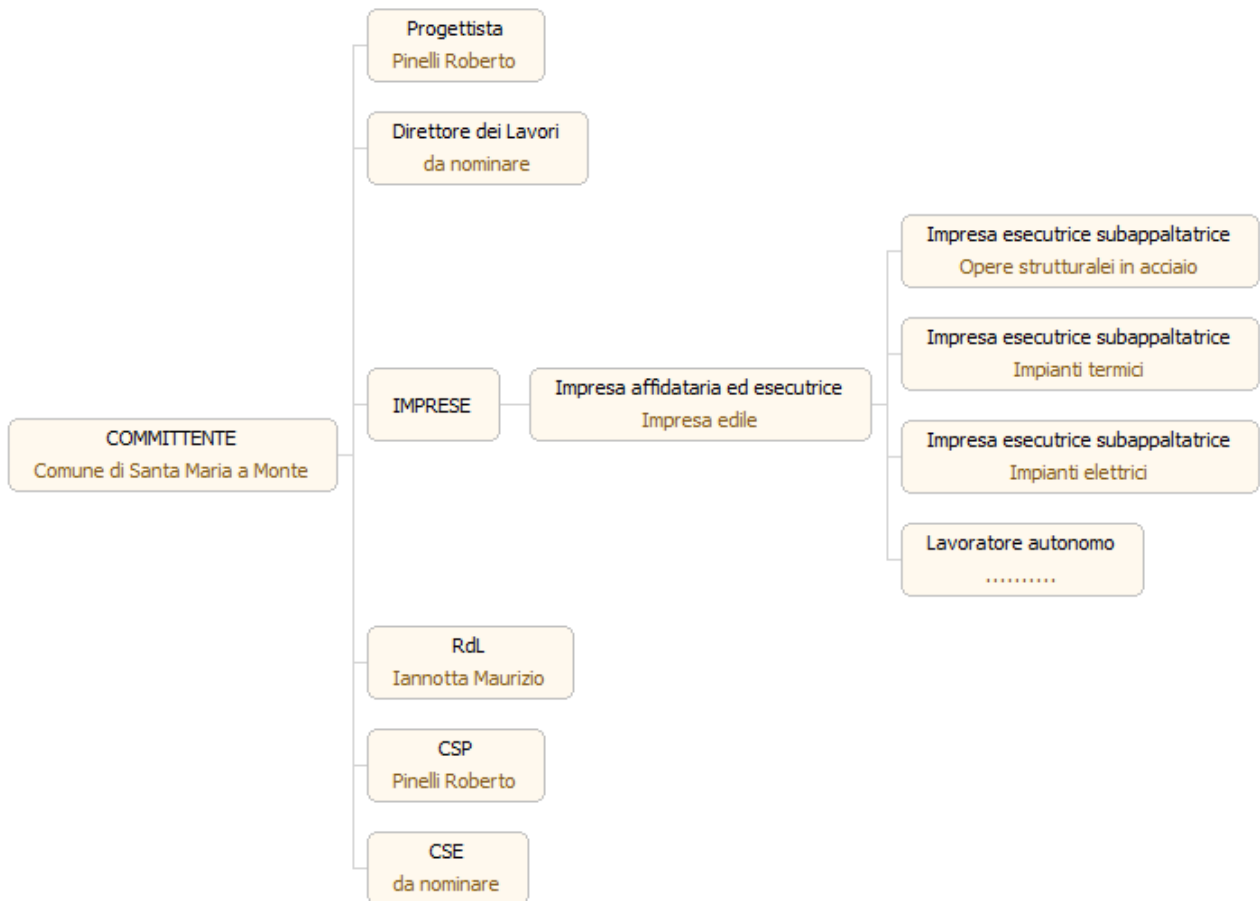 Progettista
Pinelli Roberto
Direttore dei Lavori
da nominare
Impresa esecutrice subappaltatrice
Opere strutturalei in acciaio
Impresa esecutrice subappaltatrice
Impianti termici
IMPRESE
Impresa affidataria ed esecutrice
Impresa edile
COMMITTENTE
Comune di Santa Maria a Monte
Impresa esecutrice subappaltatrice
Impianti elettrici
Lavoratore autonomo
..........
RdL
Iannotta Maurizio
CSP
Pinelli Roberto
CSE
da nominare